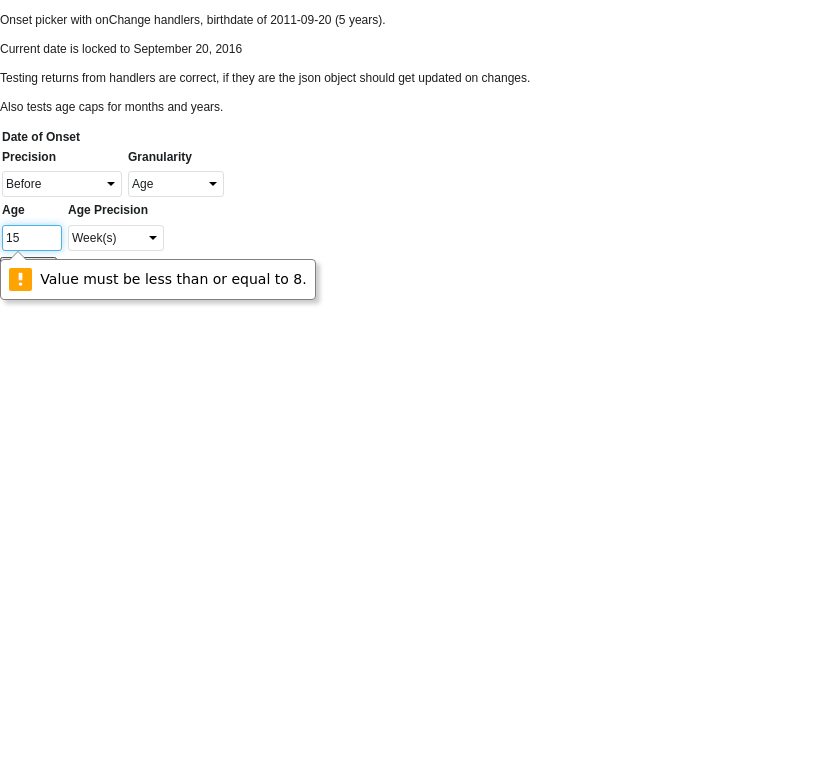 Onset picker with onChange handlers, birthdate of 2011-09-20 (5 years).
Current date is locked to September 20, 2016
Testing returns from handlers are correct, if they are the json object should get updated on changes.
Also tests age caps for months and years.
Date of Onset
Precision Granularity
Before Age
Age Age Precision
15 Week(s)
Value must be less than or equal to 8.